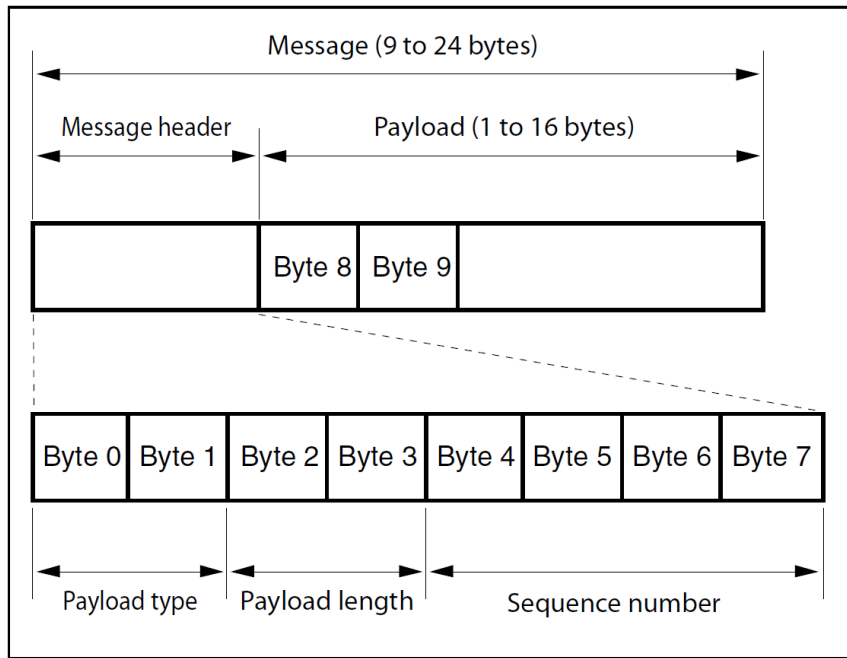 Message (9 to 24 bytes)
Message header
Payload (1 to 16 bytes)
Byte 8
Byte 9
Byte 0
Byte 1
Byte 2
Byte 3
Byte 4
Byte 5
Byte 6
Byte 7
Payload type
Payload length
Sequence number